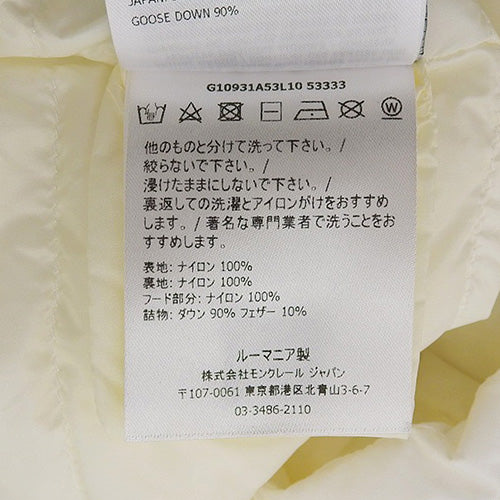 GOOSE DOWN 90%
G10931A53L10 53333
他のものと分けて洗って下さい。/
絞らないで下さい。/
浸けたままにしないで下さい。/
裏返しての洗濯とアイロンがけをおすすめ
します。/ 著名な専門業者で洗うことをお
すすめします。
表地: ナイロン 100%
裏地: ナイロン 100%
フード部分: ナイロン 100%
詰物: ダウン 90% フェザー 10%
ルーマニア製
株式会社モンクレール ジャパン
〒107-0061 東京都港区北青山3-6-7
03-3486-2110